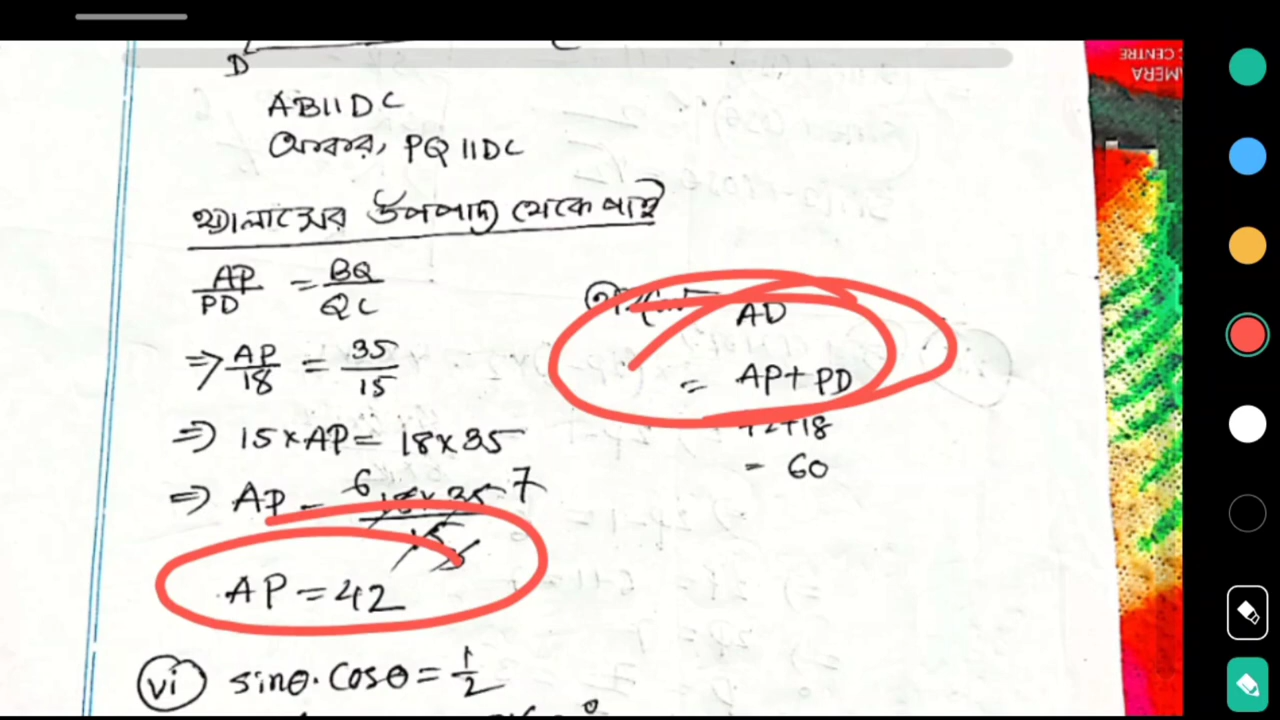 D
AB॥DC
আবার, PQ॥DC
থ্যালাসের উপপাদ্য থেকে পাই
AP/PD = BQ/QC
⇒ AP/18 = 35/15
⇒ 15×AP = 18×35
⇒ AP = 18×35/15 6 7
AP = 42
AD
= AP+PD
42+18
= 60
(vi) sinθ·cosθ = 1/2